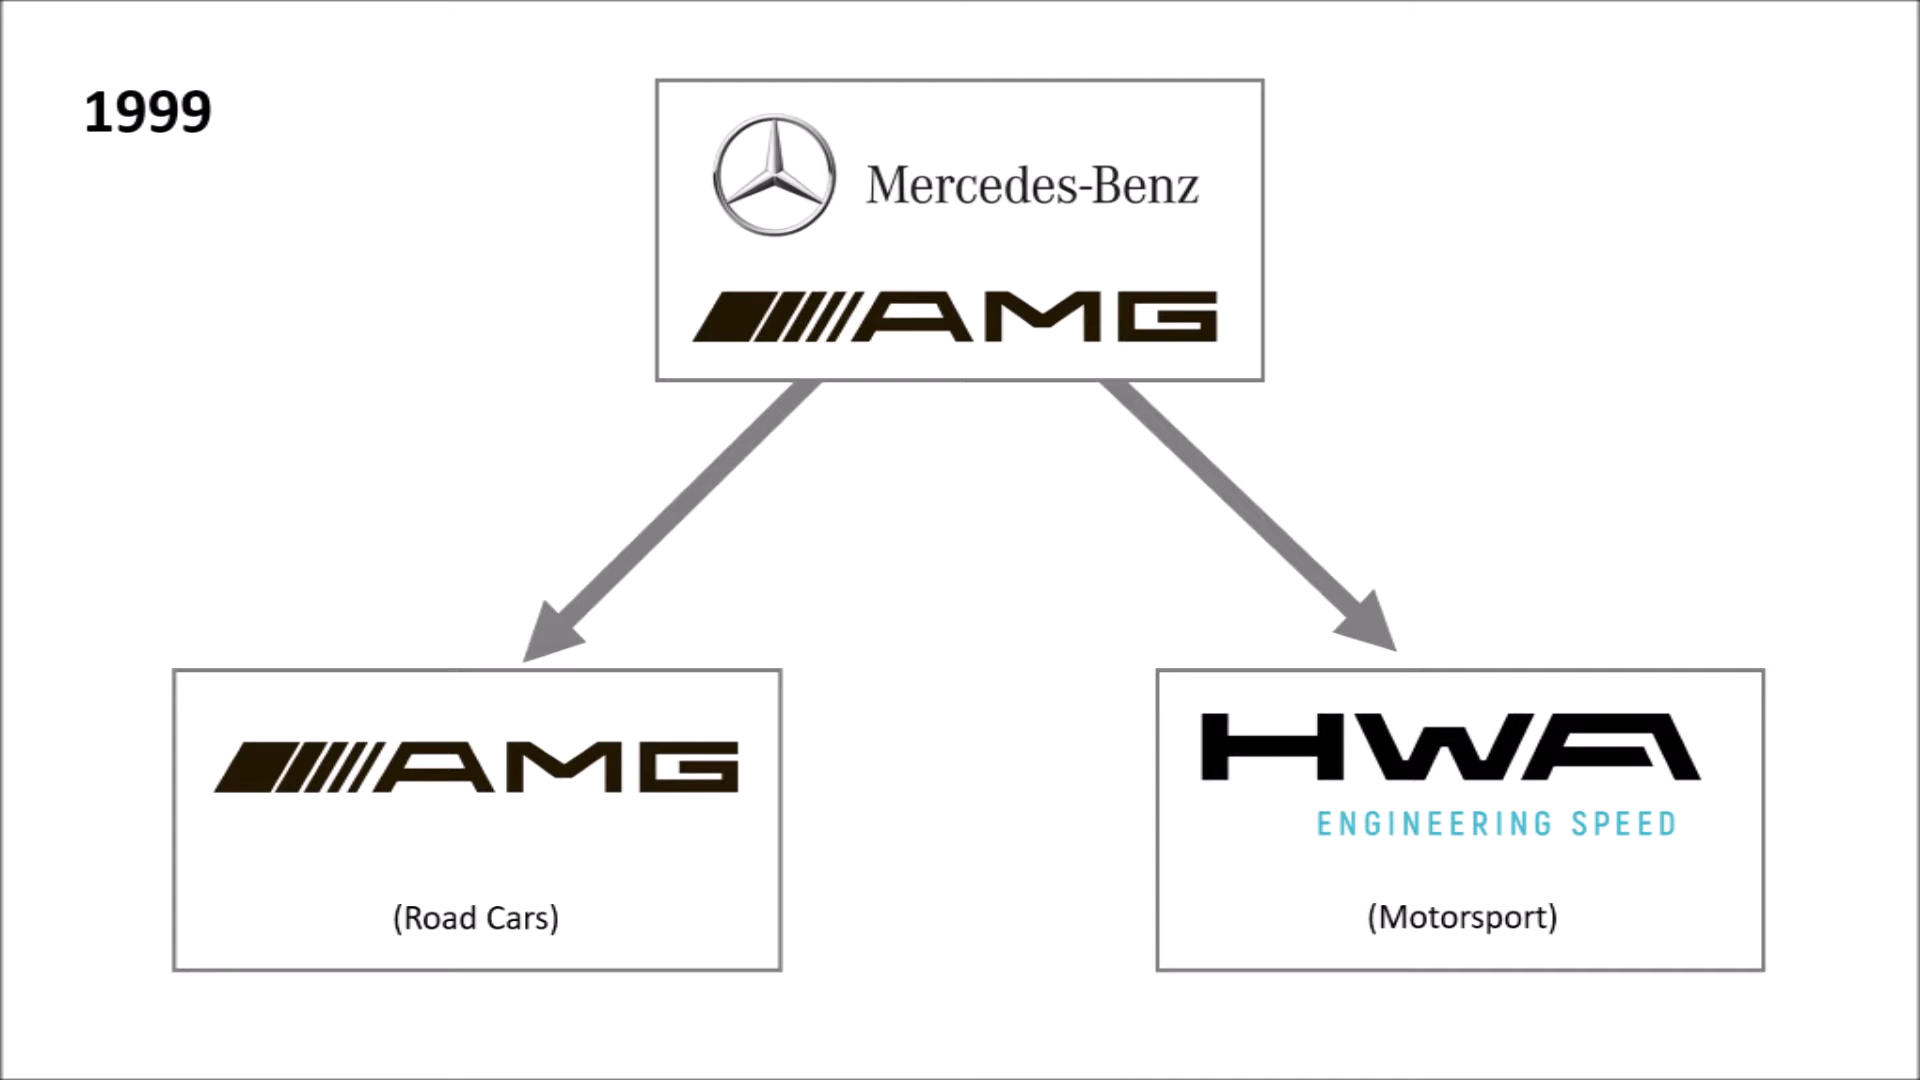 1999
Mercedes-Benz
AMG
AMG
HWA
ENGINEERING SPEED
(Road Cars)
(Motorsport)